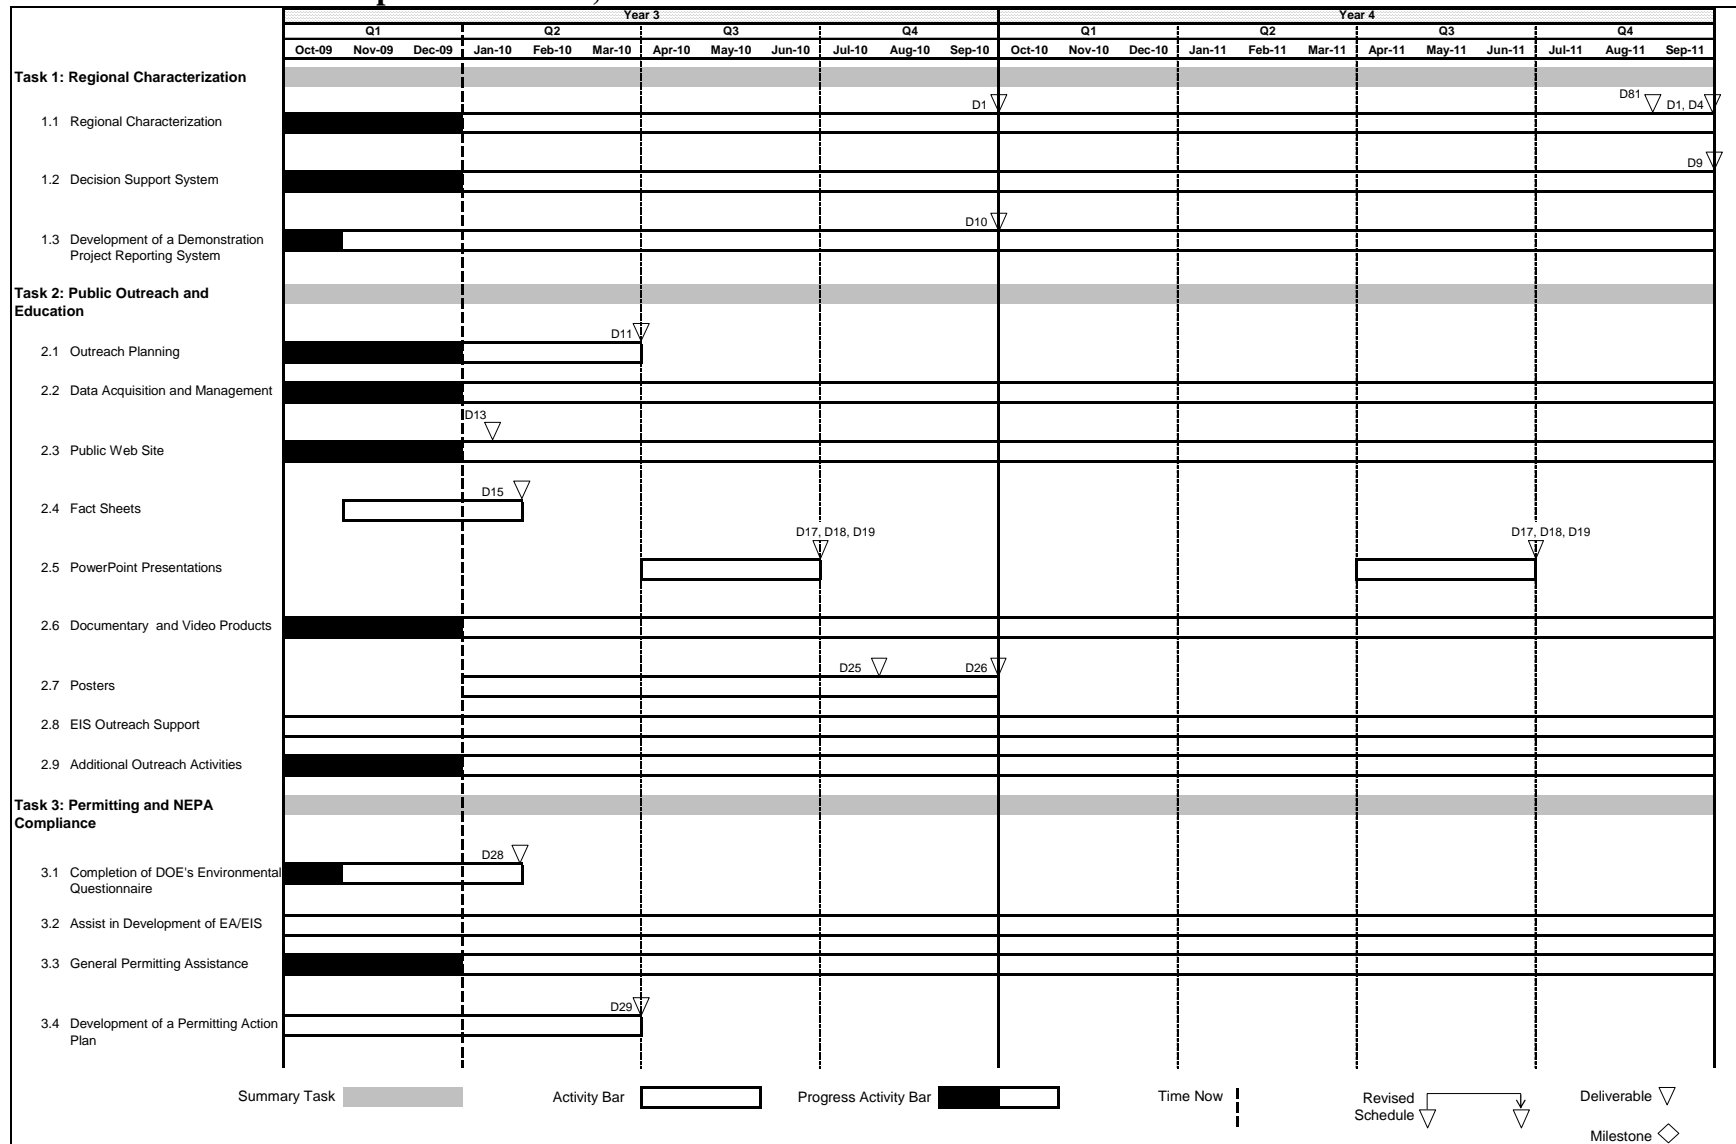 Year 3 Year 4
Q1 Q2 Q3 Q4 Q1 Q2 Q3 Q4
Oct-09 Nov-09 Dec-09 Jan-10 Feb-10 Mar-10 Apr-10 May-10 Jun-10 Jul-10 Aug-10 Sep-10 Oct-10 Nov-10 Dec-10 Jan-11 Feb-11 Mar-11 Apr-11 May-11 Jun-11 Jul-11 Aug-11 Sep-11
Task 1: Regional Characterization
D1 D81 D1, D4
1.1 Regional Characterization
D9
1.2 Decision Support System
D10
1.3 Development of a Demonstration
Project Reporting System
Task 2: Public Outreach and
Education
D11
2.1 Outreach Planning
2.2 Data Acquisition and Management
D13
2.3 Public Web Site
D15
2.4 Fact Sheets
D17, D18, D19 D17, D18, D19
2.5 PowerPoint Presentations
2.6 Documentary and Video Products
D25 D26
2.7 Posters
2.8 EIS Outreach Support
2.9 Additional Outreach Activities
Task 3: Permitting and NEPA
Compliance
D28
3.1 Completion of DOE's Environmental
Questionnaire
3.2 Assist in Development of EA/EIS
3.3 General Permitting Assistance
D29
3.4 Development of a Permitting Action
Plan
Summary Task Activity Bar Progress Activity Bar Time Now Revised Schedule Deliverable
Milestone